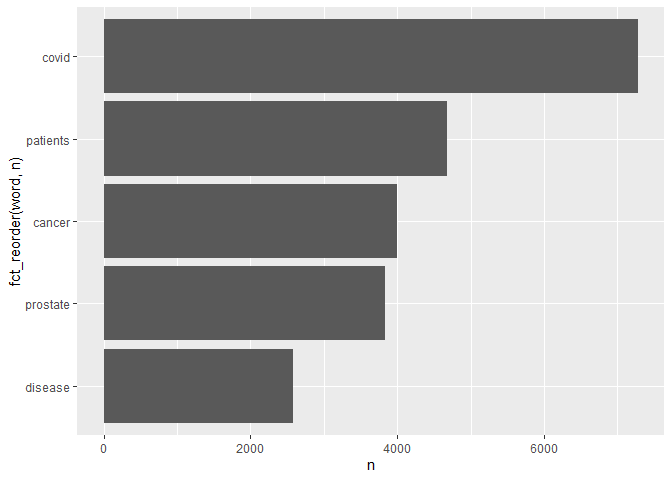 covid
patients
cancer
prostate
disease
fct_reorder(word, n)
0 2000 4000 6000
n